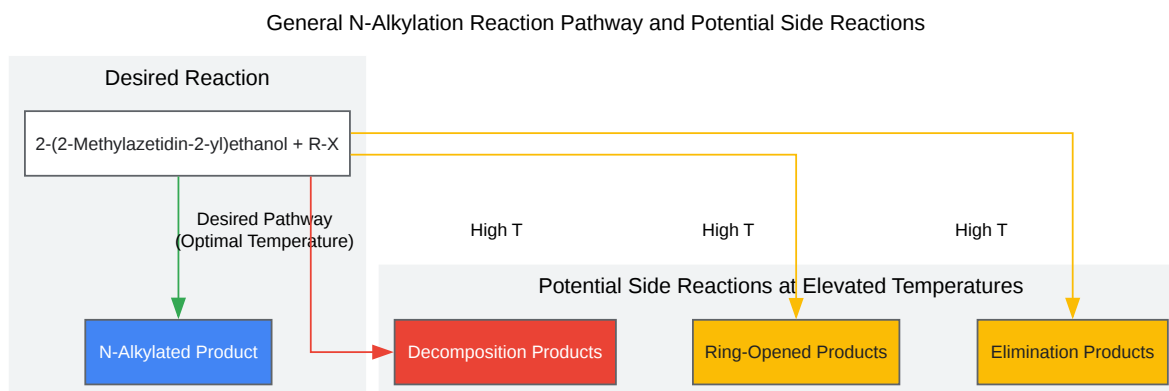 General N-Alkylation Reaction Pathway and Potential Side Reactions
Desired Reaction
2-(2-Methylazetidin-2-yl)ethanol + R-X
Desired Pathway
(Optimal Temperature)
High T
High T
High T
Potential Side Reactions at Elevated Temperatures
N-Alkylated Product
Decomposition Products
Ring-Opened Products
Elimination Products